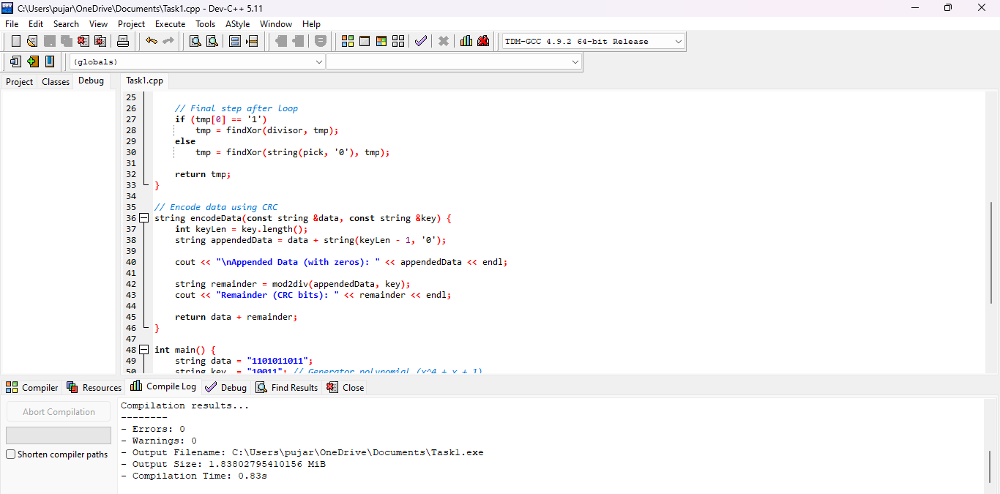 C:\Users\pujar\OneDrive\Documents\Task1.cpp - Dev-C++ 5.11
File Edit Search View Project Execute Tools AStyle Window Help
TDM-GCC 4.9.2 64-bit Release
(globals)
Project Classes Debug
Task1.cpp
25
26 // Final step after loop
27 if (tmp[0] == '1')
28 tmp = findXor(divisor, tmp);
29 else
30 tmp = findXor(string(pick, '0'), tmp);
31
32 return tmp;
33 }
34
35 // Encode data using CRC
36 string encodeData(const string &data, const string &key) {
37 int keyLen = key.length();
38 string appendedData = data + string(keyLen - 1, '0');
39
40 cout << "\nAppended Data (with zeros): " << appendedData << endl;
41
42 string remainder = mod2div(appendedData, key);
43 cout << "Remainder (CRC bits): " << remainder << endl;
44
45 return data + remainder;
46 }
47
48 int main() {
49 string data = "1101011011";
50 string key = "10011"; // Generator polynomial (x^4 + x + 1)
Compiler Resources Compile Log Debug Find Results Close
Abort Compilation
Shorten compiler paths
Compilation results...
--------
- Errors: 0
- Warnings: 0
- Output Filename: C:\Users\pujar\OneDrive\Documents\Task1.exe
- Output Size: 1.83802795410156 MiB
- Compilation Time: 0.83s